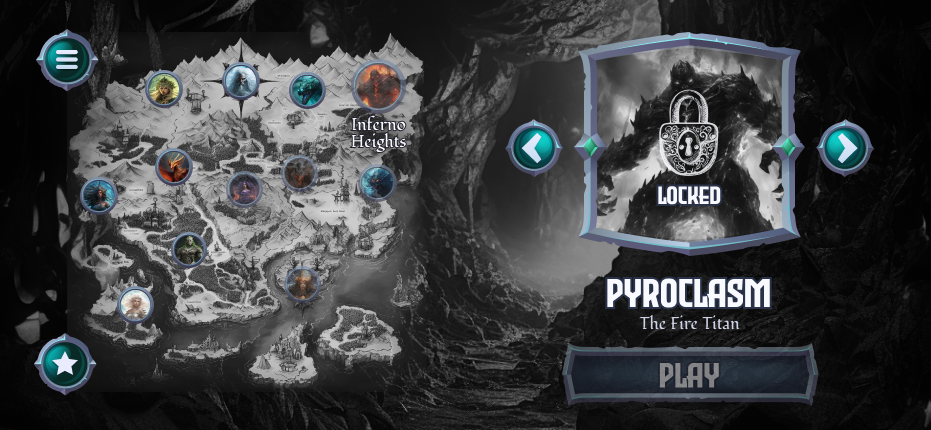 Inferno
Heights
LOCKED
PYROCLASM
The Fire Titan
PLAY